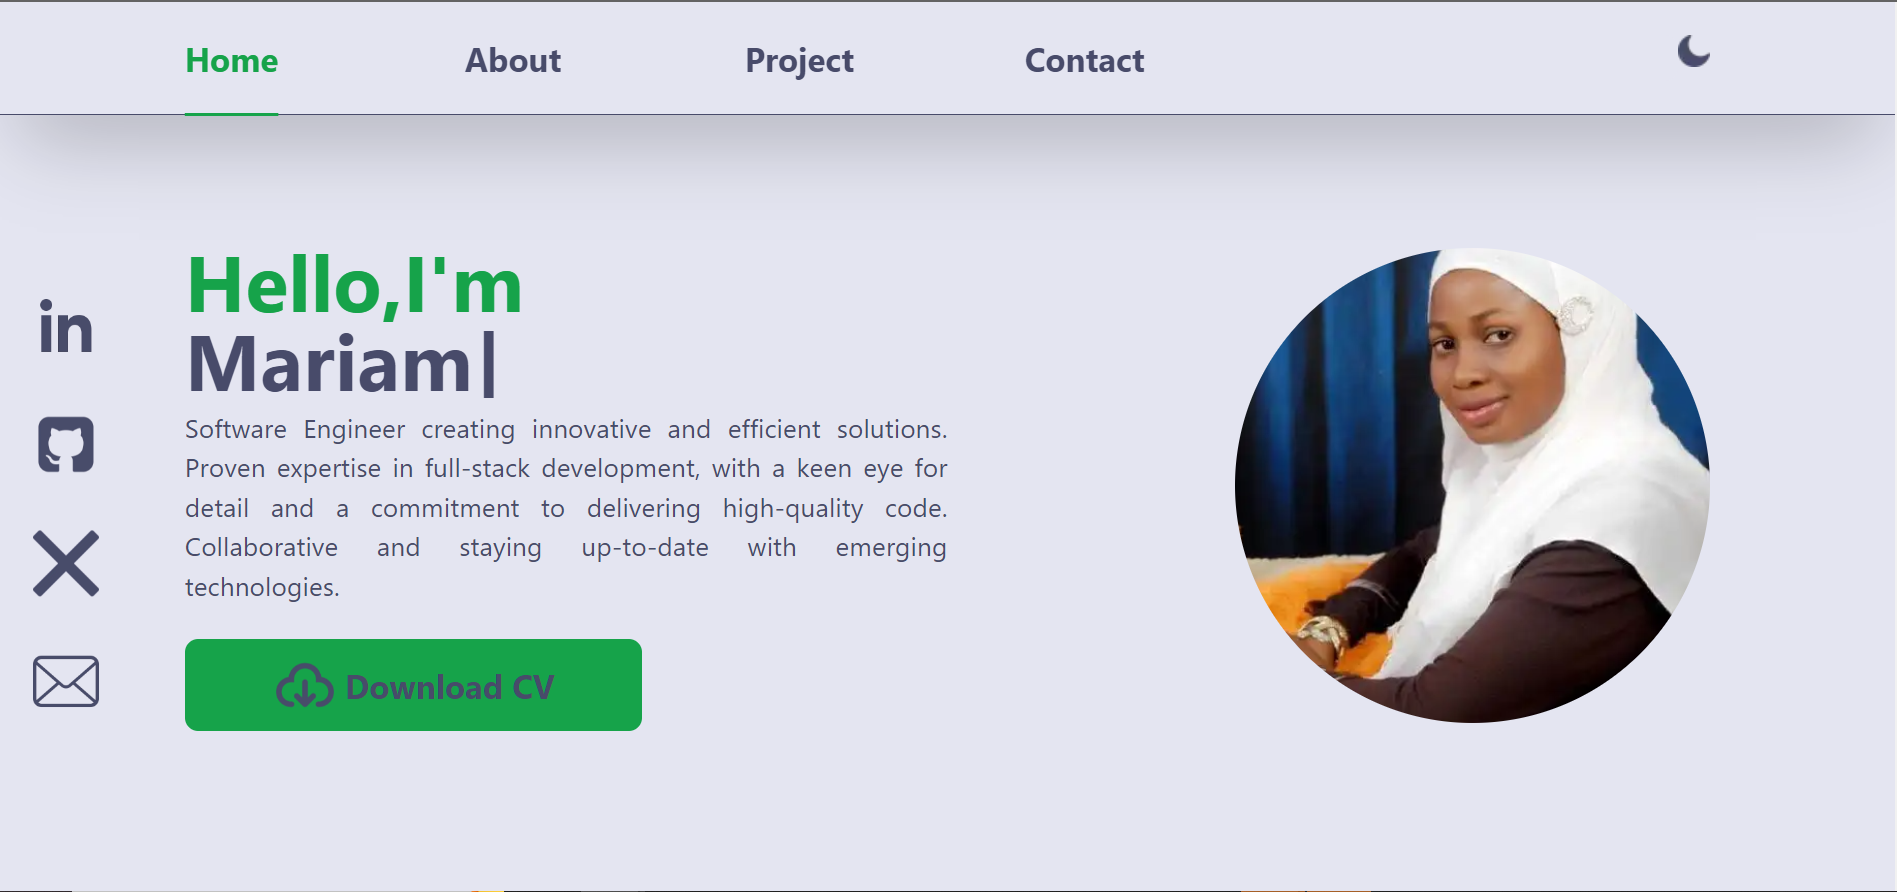 Home About Project Contact
Hello,I'm
Mariam|
in
Software Engineer creating innovative and efficient solutions.
Proven expertise in full-stack development, with a keen eye for
detail and a commitment to delivering high-quality code.
Collaborative and staying up-to-date with emerging
technologies.
Download CV